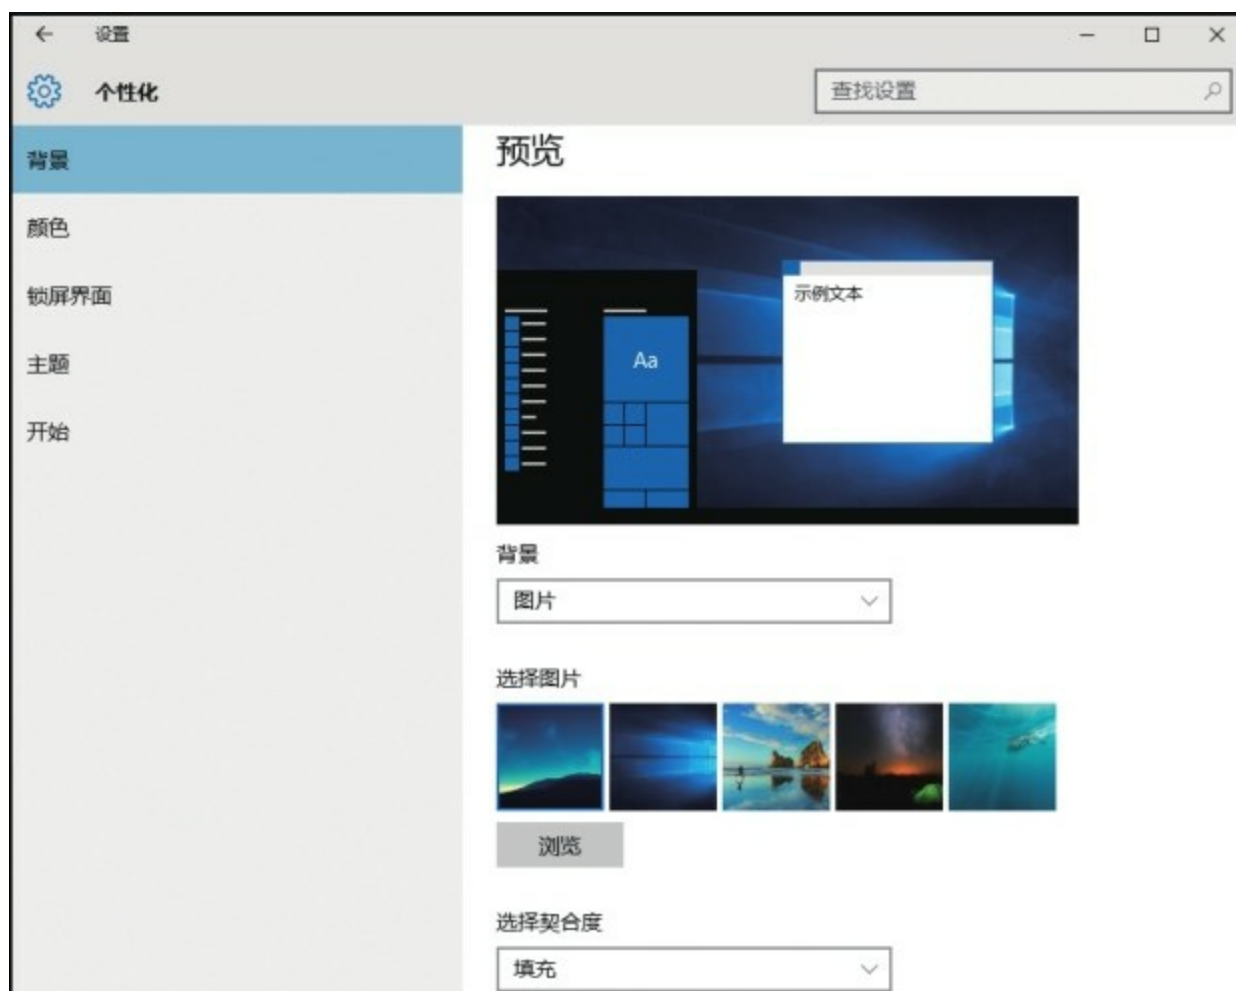 设置
个性化
查找设置
背景
颜色
锁屏界面
主题
开始
预览
示例文本
Aa
背景
图片
选择图片
浏览
选择契合度
填充